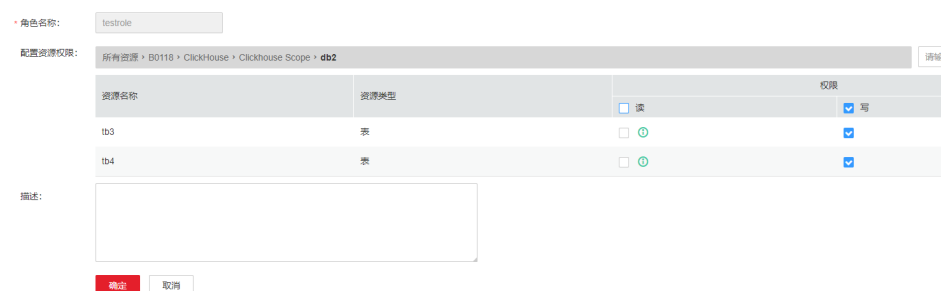 * 角色名称: testrole
配置资源权限: 所有资源 › B0118 › ClickHouse › Clickhouse Scope › db2 请输
资源名称 资源类型 权限
读 写
tb3 表
tb4 表
描述:
确定 取消